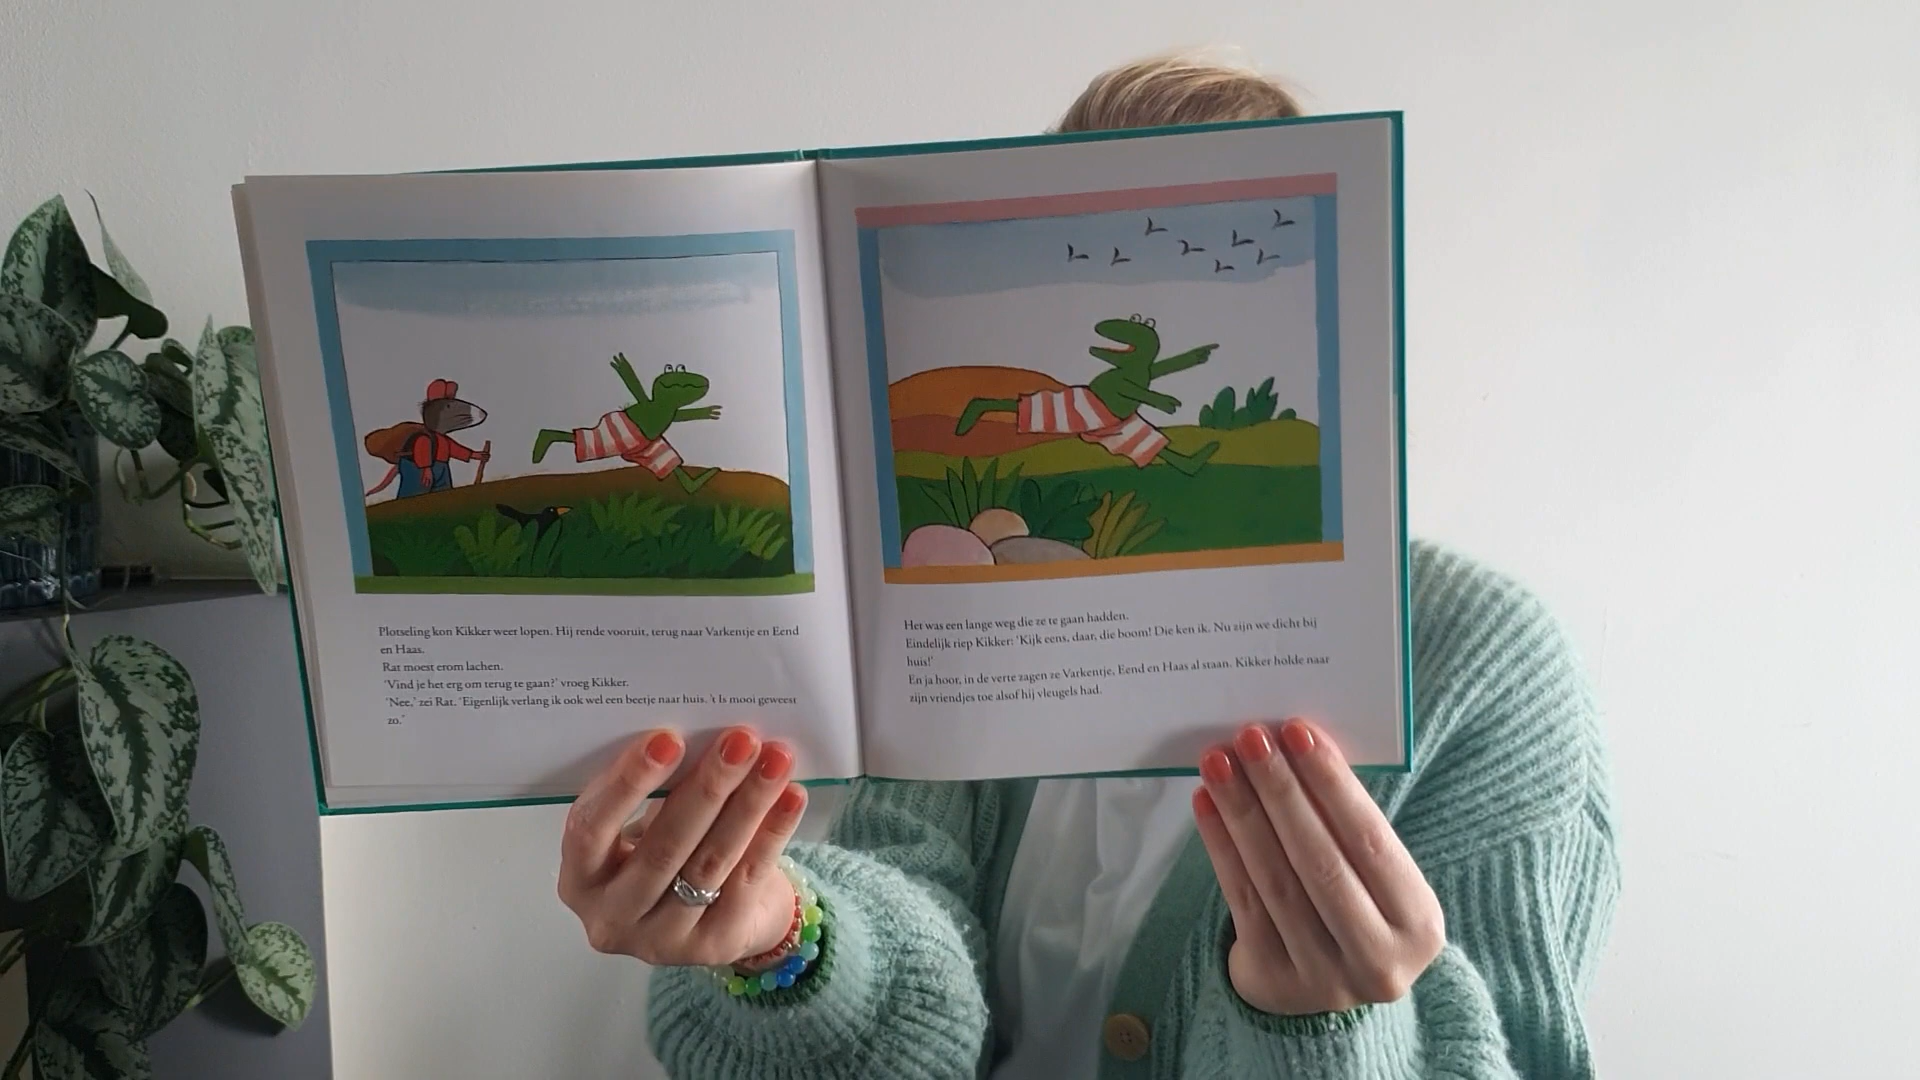 Plotseling kon Kikker weer lopen. Hij rende vooruit, terug naar Varkentje en Eend
en Haas.
Rat moest erom lachen.
'Vind je het erg om terug te gaan?' vroeg Kikker.
'Nee,' zei Rat. 'Eigenlijk verlang ik ook wel een beetje naar huis. 't Is mooi geweest
zo.'
Het was een lange weg die ze te gaan hadden.
Eindelijk riep Kikker: 'Kijk eens, daar, die boom! Die ken ik. Nu zijn we dicht bij
huis!'
En ja hoor, in de verte zagen ze Varkentje, Eend en Haas al staan. Kikker holde naar
zijn vriendjes toe alsof hij vleugels had.